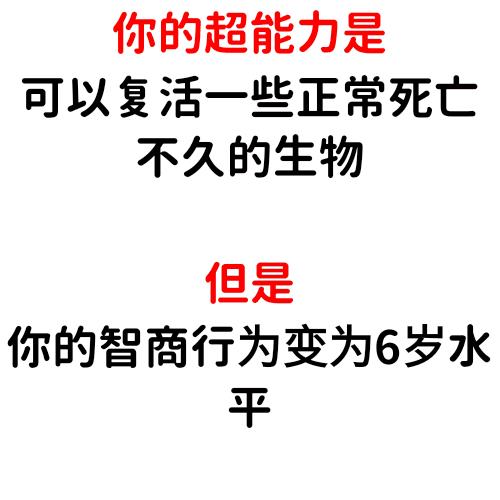 你的超能力是
可以复活一些正常死亡
不久的生物
但是
你的智商行为变为6岁水
平